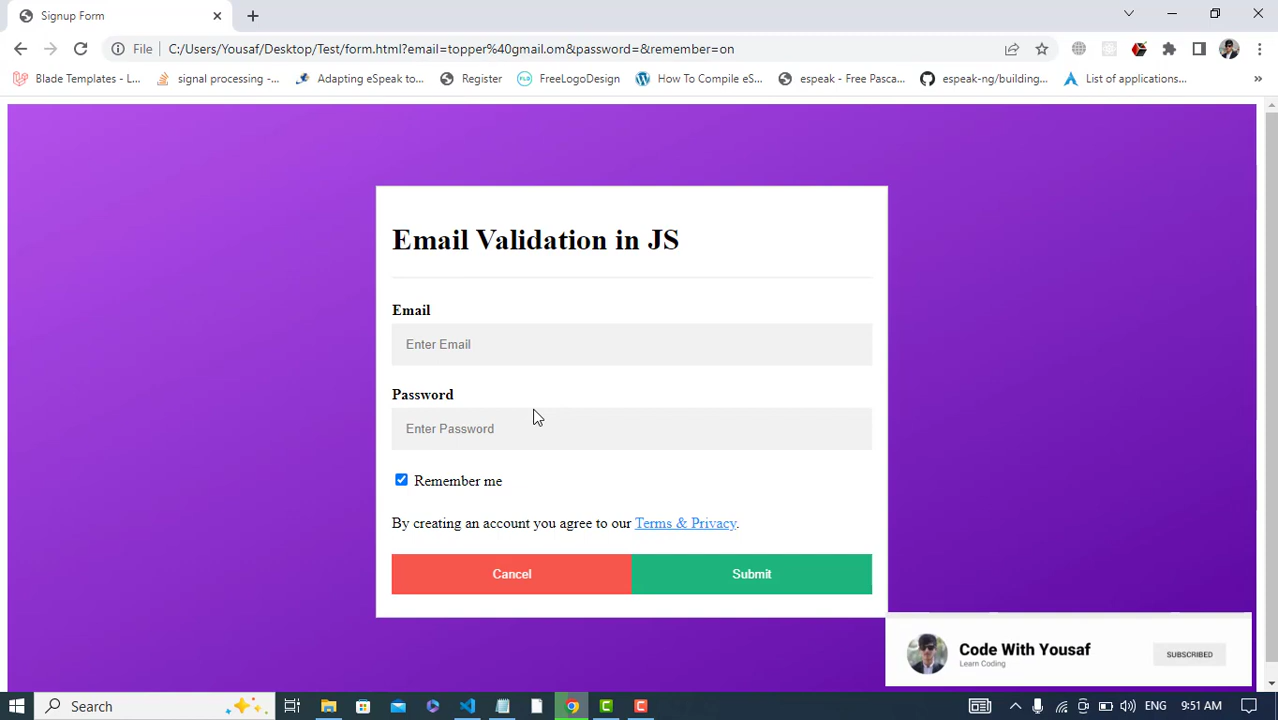 Signup Form
File C:/Users/Yousaf/Desktop/Test/form.html?email=topper%40gmail.om&password=&remember=on
Blade Templates - L... signal processing -... Adapting eSpeak to... Register FreeLogoDesign How To Compile eS... espeak - Free Pasca... espeak-ng/building... List of applications... »
Email Validation in JS
Email
Enter Email
Password
Enter Password
Remember me
By creating an account you agree to our Terms & Privacy.
Cancel Submit
Code With Yousaf
Learn Coding
SUBSCRIBED
Search ENG 9:51 AM